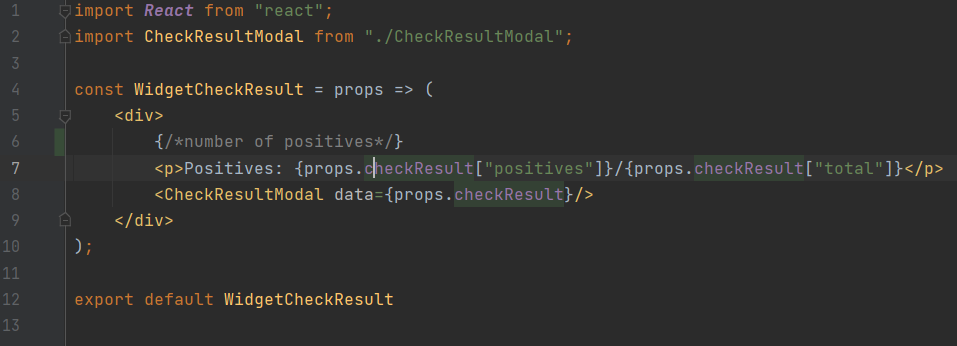 1 import React from "react";
2 import CheckResultModal from "./CheckResultModal";
3
4 const WidgetCheckResult = props => (
5 <div>
6 {/*number of positives*/}
7 <p>Positives: {props.checkResult["positives"]}/{props.checkResult["total"]}</p>
8 <CheckResultModal data={props.checkResult}/>
9 </div>
10 );
11
12 export default WidgetCheckResult
13